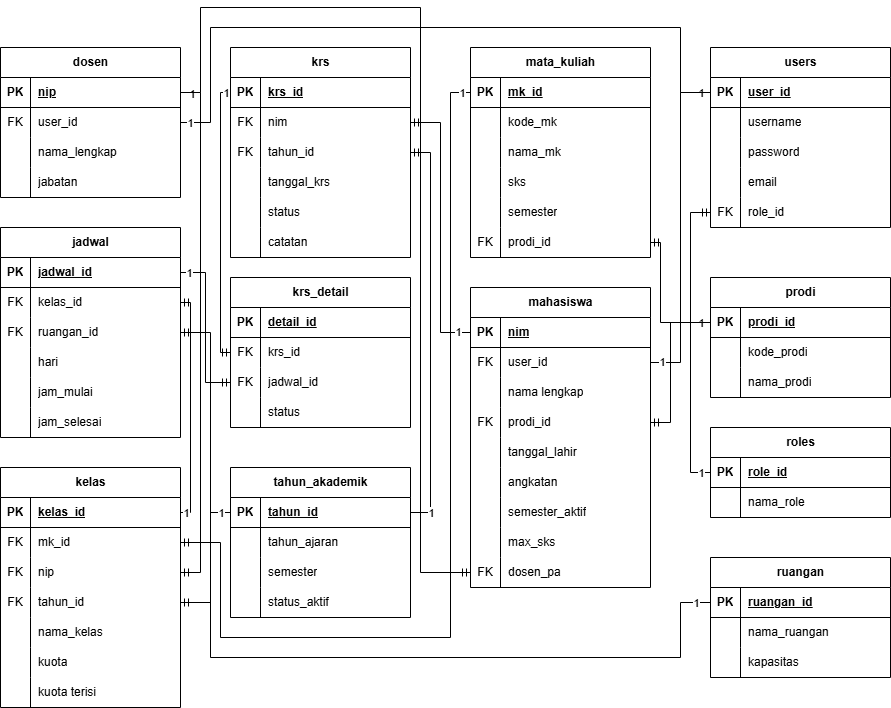 dosen
PK nip
FK user_id
nama_lengkap
jabatan
krs
PK krs_id
FK nim
FK tahun_id
tanggal_krs
status
catatan
mata_kuliah
PK mk_id
kode_mk
nama_mk
sks
semester
FK prodi_id
users
PK user_id
username
password
email
FK role_id
jadwal
PK jadwal_id
FK kelas_id
FK ruangan_id
hari
jam_mulai
jam_selesai
krs_detail
PK detail_id
FK krs_id
FK jadwal_id
status
mahasiswa
PK nim
FK user_id
nama lengkap
FK prodi_id
tanggal_lahir
angkatan
semester_aktif
max_sks
FK dosen_pa
prodi
PK prodi_id
kode_prodi
nama_prodi
roles
PK role_id
nama_role
kelas
PK kelas_id
FK mk_id
FK nip
FK tahun_id
nama_kelas
kuota
kuota terisi
tahun_akademik
PK tahun_id
tahun_ajaran
semester
status_aktif
ruangan
PK ruangan_id
nama_ruangan
kapasitas
1
1
1
1
1
1
1
1
1
1
1
1
1
1